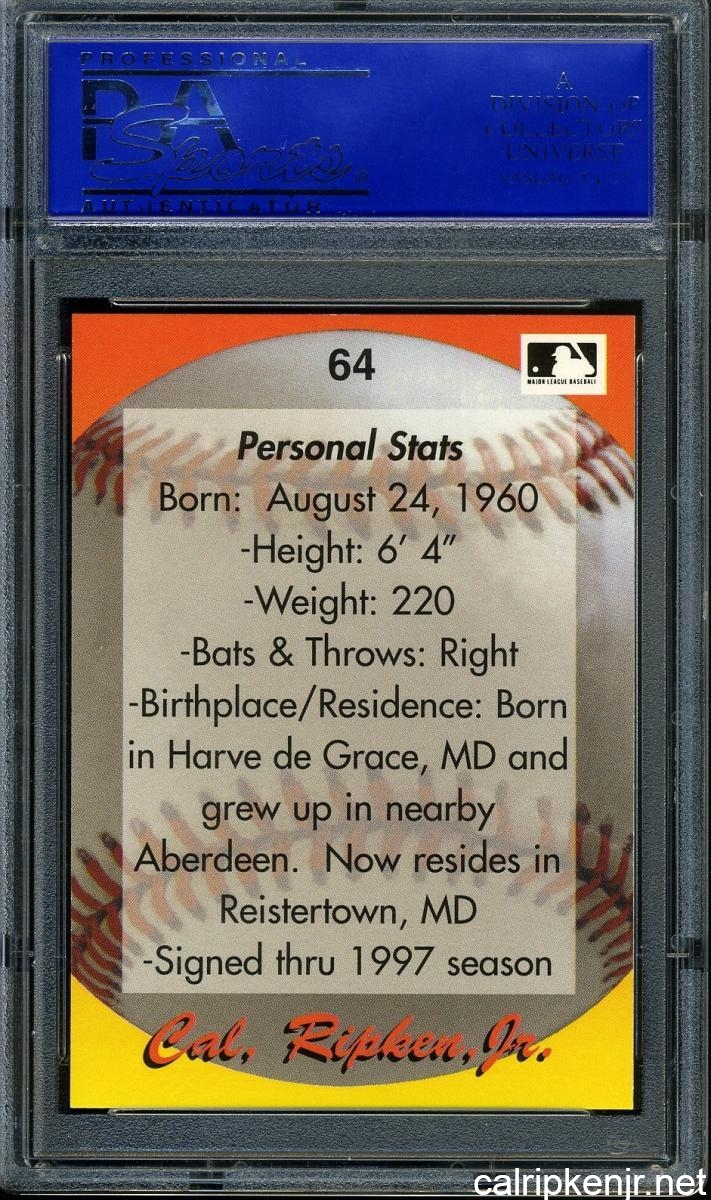 PROFESSIONAL
PSA
Sports®
AUTHENTICATOR
A
DIVISION OF
COLLECTORS
UNIVERSE
64
MAJOR LEAGUE BASEBALL
Personal Stats
Born: August 24, 1960
-Height: 6' 4"
-Weight: 220
-Bats & Throws: Right
-Birthplace/Residence: Born
in Harve de Grace, MD and
grew up in nearby
Aberdeen. Now resides in
Reistertown, MD
-Signed thru 1997 season
Cal, Ripken, Jr.
calripkenjr.net